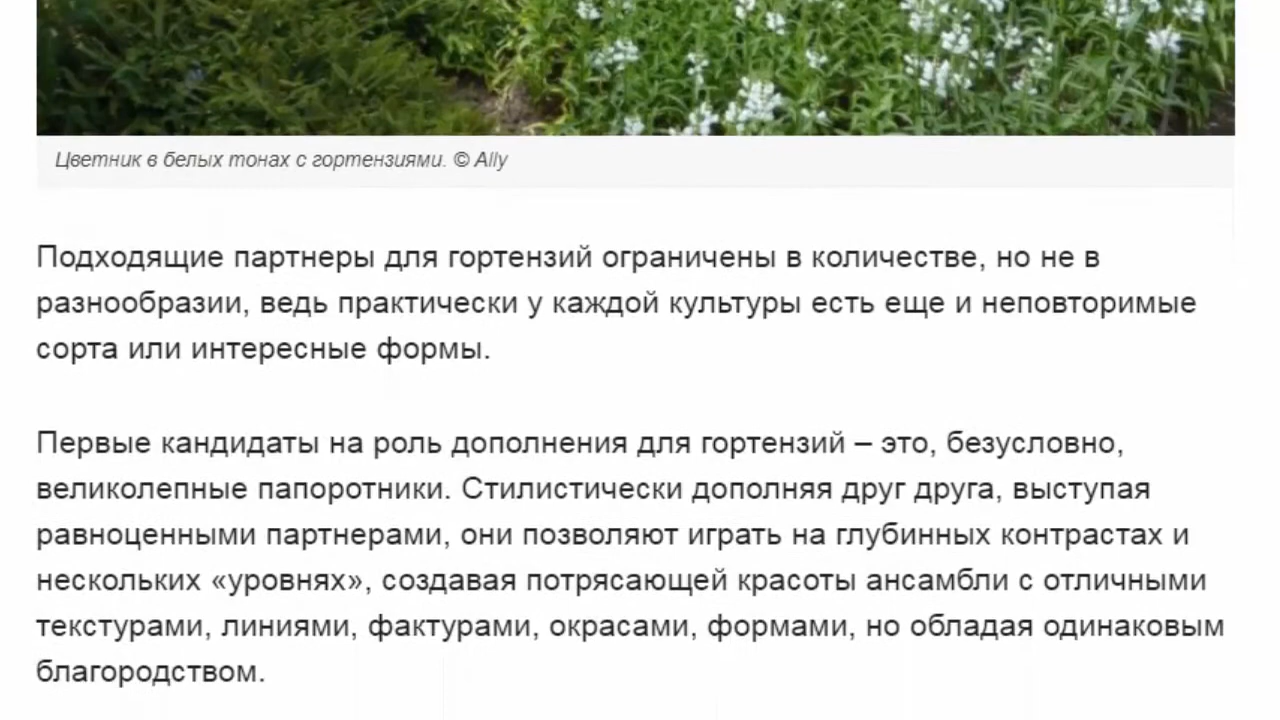 Цветник в белых тонах с гортензиями. © Ally
Подходящие партнеры для гортензий ограничены в количестве, но не в
разнообразии, ведь практически у каждой культуры есть еще и неповторимые
сорта или интересные формы.
Первые кандидаты на роль дополнения для гортензий – это, безусловно,
великолепные папоротники. Стилистически дополняя друг друга, выступая
равноценными партнерами, они позволяют играть на глубинных контрастах и
нескольких «уровнях», создавая потрясающей красоты ансамбли с отличными
текстурами, линиями, фактурами, окрасами, формами, но обладая одинаковым
благородством.